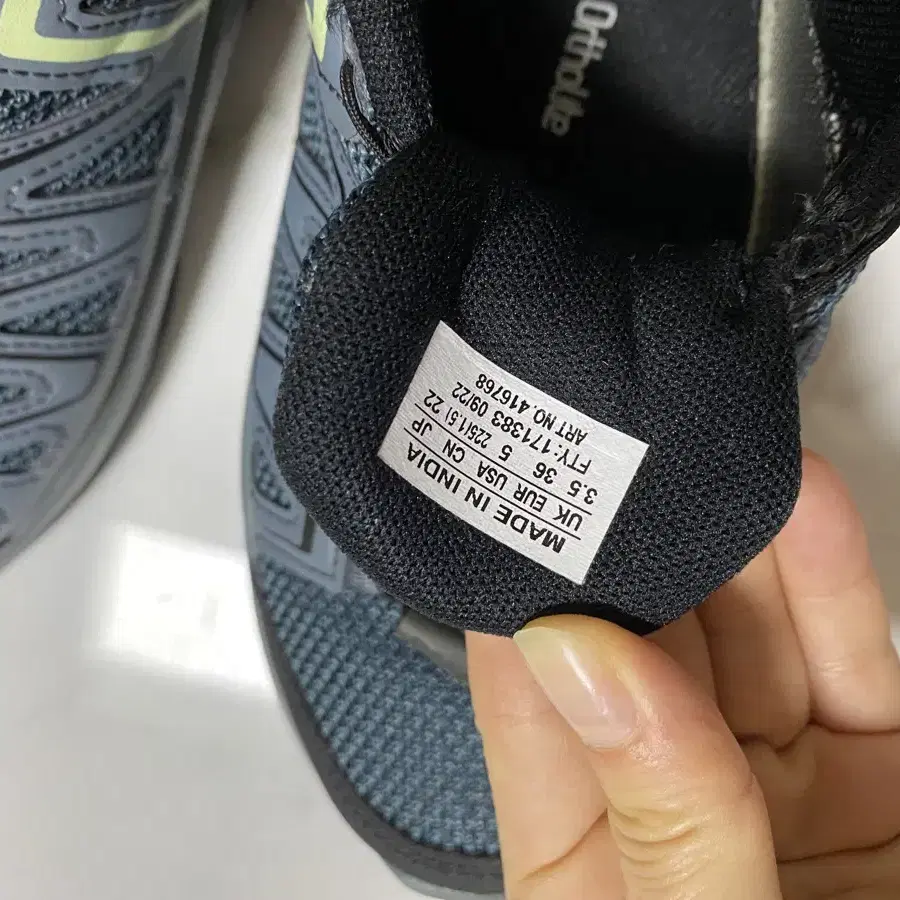 OrthoLite
MADE IN INDIA
UK EUR USA CN JP
3.5 36 5 225(1.5) 22
FTY: 171383 09/22
ART NO.416768